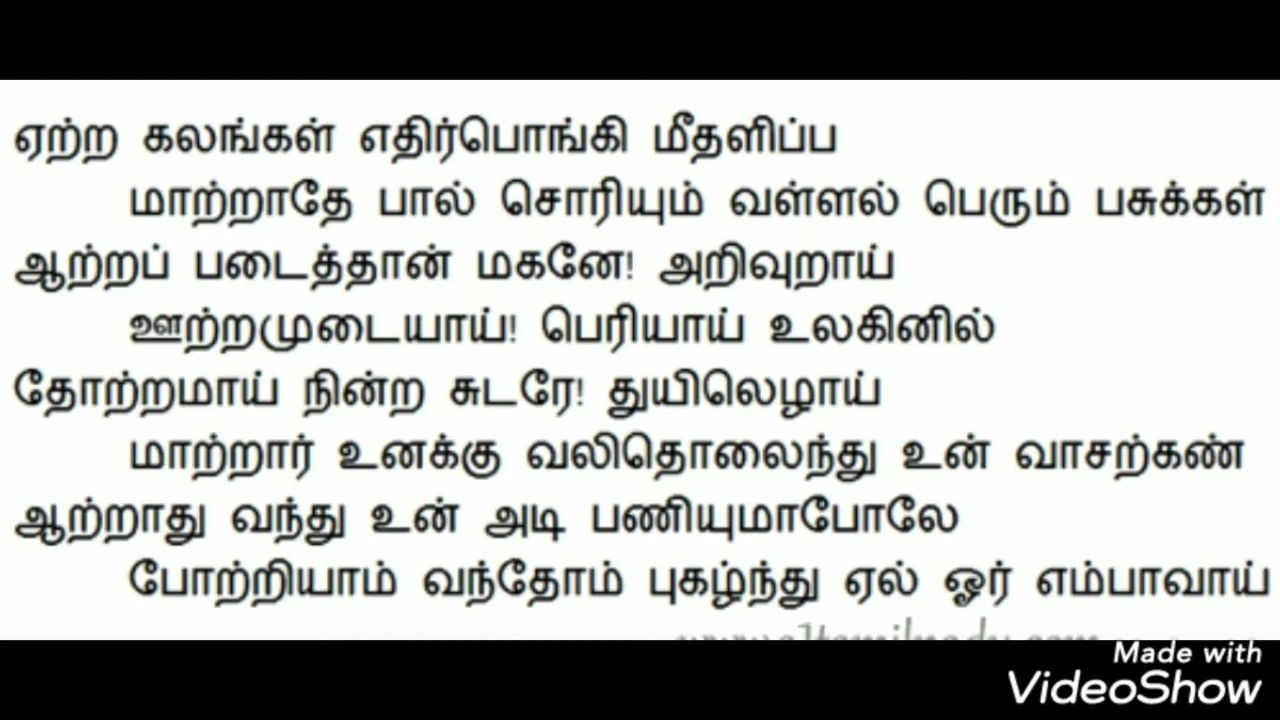 ஏற்ற கலங்கள் எதிர்பொங்கி மீதளிப்ப
மாற்றாதே பால் சொரியும் வள்ளல் பெரும் பசுக்கள்
ஆற்றப் படைத்தான் மகனே! அறிவுறாய்
ஊற்றமுடையாய்! பெரியாய் உலகினில்
தோற்றமாய் நின்ற சுடரே! துயிலெழாய்
மாற்றார் உனக்கு வலிதொலைந்து உன் வாசற்கண்
ஆற்றாது வந்து உன் அடி பணியுமாபோலே
போற்றியாம் வந்தோம் புகழ்ந்து ஏல் ஓர் எம்பாவாய்
Made with
VideoShow